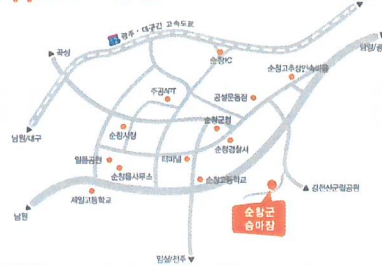 광주 · 대구간 고속도로
곡성
순창IC
담양/광
순창고추장민속마을
주공APT
공설운동장
순창군청
남원/대구
순창시장
순창경찰서
일품공원
터미널
순창읍사무소
순창고등학교
강천산군립공원
제일고등학교
남원
순창군
승마장
임실/전주